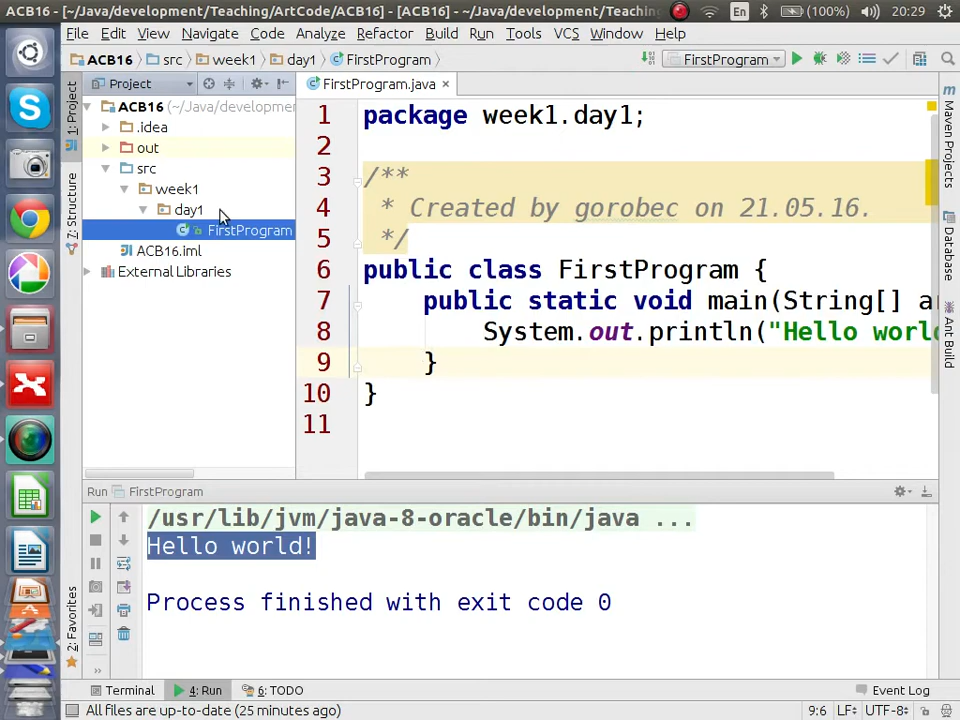 ACB16 - [~/Java/development/Teaching/ArtCode/ACB16] - [ACB16] - ~/Java/development/Teaching
En (100%) 20:29
File Edit View Navigate Code Analyze Refactor Build Run Tools VCS Window Help
ACB16 src week1 day1 FirstProgram FirstProgram
1: Project
7: Structure
2: Favorites
Project
ACB16 (~/Java/developmen
.idea
out
src
week1
day1
FirstProgram
ACB16.iml
External Libraries
FirstProgram.java
1 package week1.day1;
2
3 /**
4 * Created by gorobec on 21.05.16.
5 */
6 public class FirstProgram {
7 public static void main(String[] a
8 System.out.println("Hello worl
9 }
10 }
11
Maven Projects
Database
Ant Build
Run FirstProgram
/usr/lib/jvm/java-8-oracle/bin/java ...
Hello world!
Process finished with exit code 0
Terminal 4: Run 6: TODO Event Log
All files are up-to-date (25 minutes ago) 9:6 LF÷ UTF-8÷